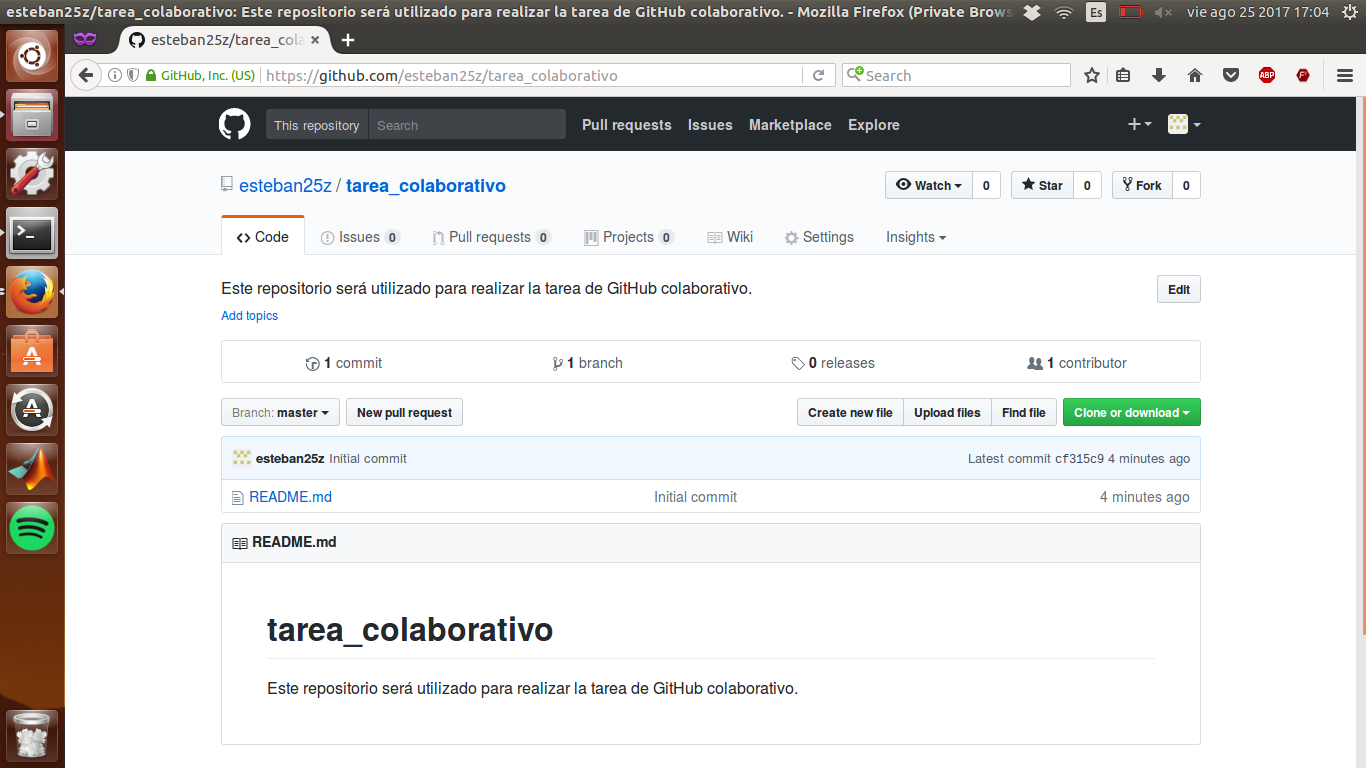 esteban25z/tarea_colaborativo: Este repositorio será utilizado para realizar la tarea de GitHub colaborativo. - Mozilla Firefox (Private Brows
Es
vie ago 25 2017 17:04
esteban25z/tarea_cola
GitHub, Inc. (US)
https://github.com/esteban25z/tarea_colaborativo
Search
ABP
This repository
Search
Pull requests
Issues
Marketplace
Explore
esteban25z / tarea_colaborativo
Watch 0
Star 0
Fork 0
Code
Issues 0
Pull requests 0
Projects 0
Wiki
Settings
Insights
Este repositorio será utilizado para realizar la tarea de GitHub colaborativo.
Edit
Add topics
1 commit
1 branch
0 releases
1 contributor
Branch: master
New pull request
Create new file
Upload files
Find file
Clone or download
esteban25z Initial commit
Latest commit cf315c9 4 minutes ago
README.md
Initial commit
4 minutes ago
README.md
tarea_colaborativo
Este repositorio será utilizado para realizar la tarea de GitHub colaborativo.